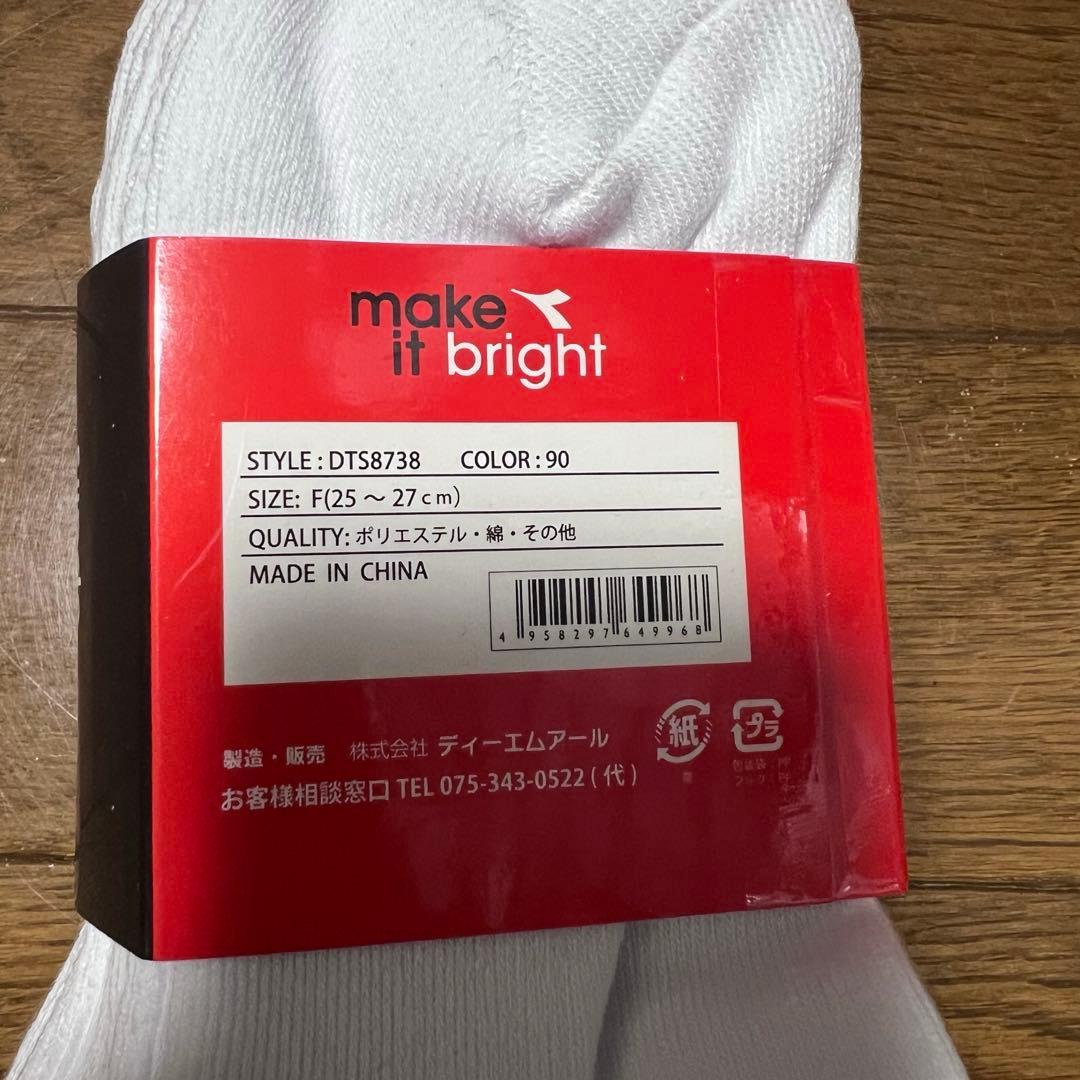 make
it bright
STYLE : DTS8738 COLOR : 90
SIZE: F(25 ～ 27cm)
QUALITY: ポリエステル・綿・その他
MADE IN CHINA
4 958297 649968
製造・販売 株式会社 ディーエムアール
お客様相談窓口 TEL 075-343-0522 ( 代 )
紙
プラ